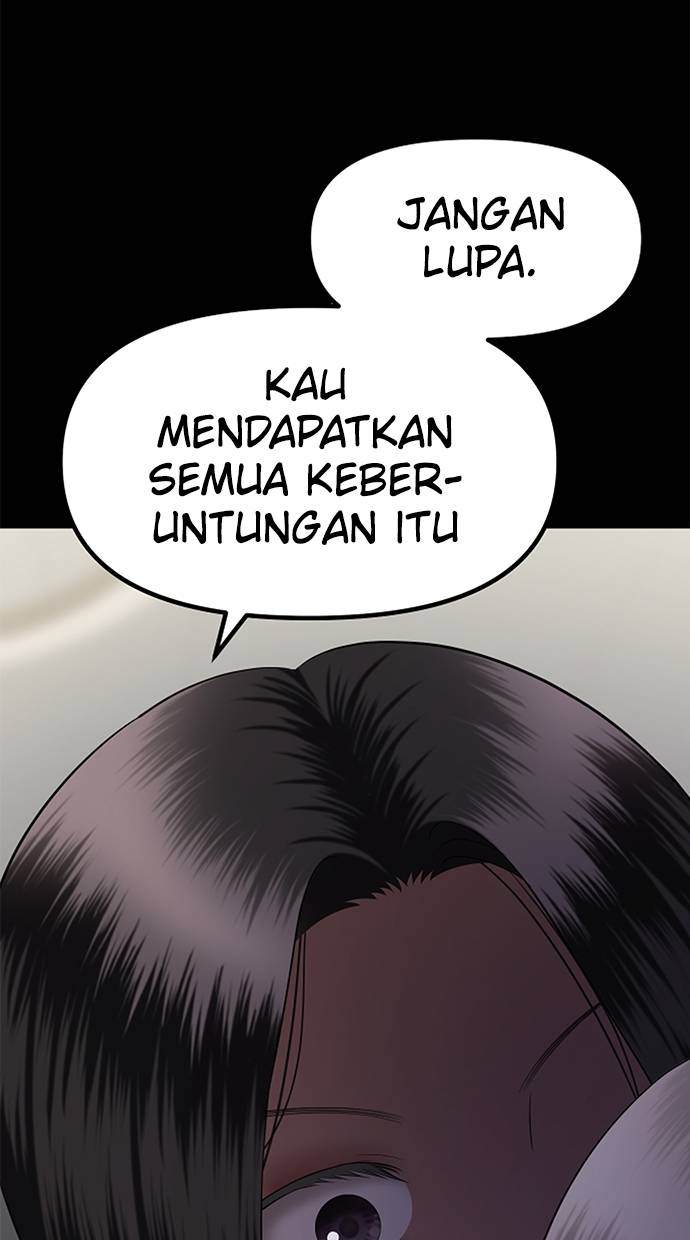 JANGAN
LUPA.
KAU
MENDAPATKAN
SEMUA KEBER-
UNTUNGAN ITU